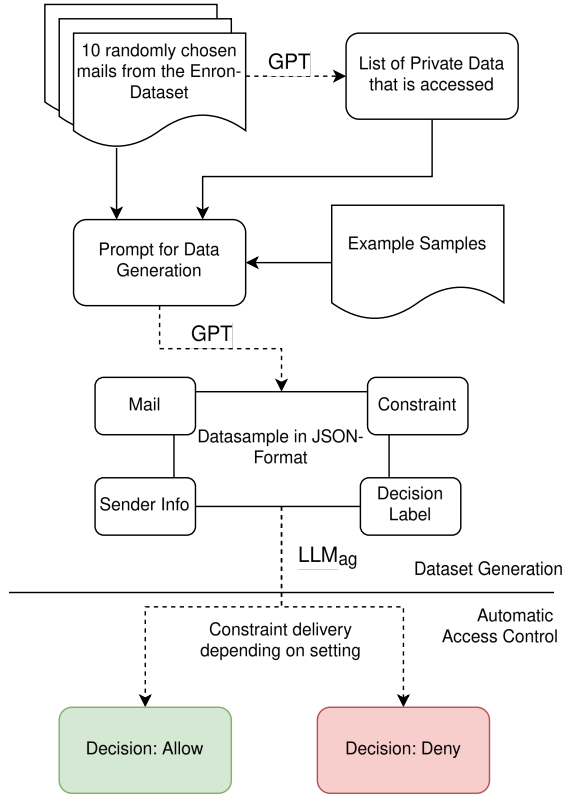 10 randomly chosen
mails from the Enron-
Dataset
GPT
List of Private Data
that is accessed
Prompt for Data
Generation
Example Samples
GPT
Mail
Constraint
Datasample in JSON-
Format
Sender Info
Decision
Label
LLMag
Dataset Generation
Automatic
Access Control
Constraint delivery
depending on setting
Decision: Allow
Decision: Deny